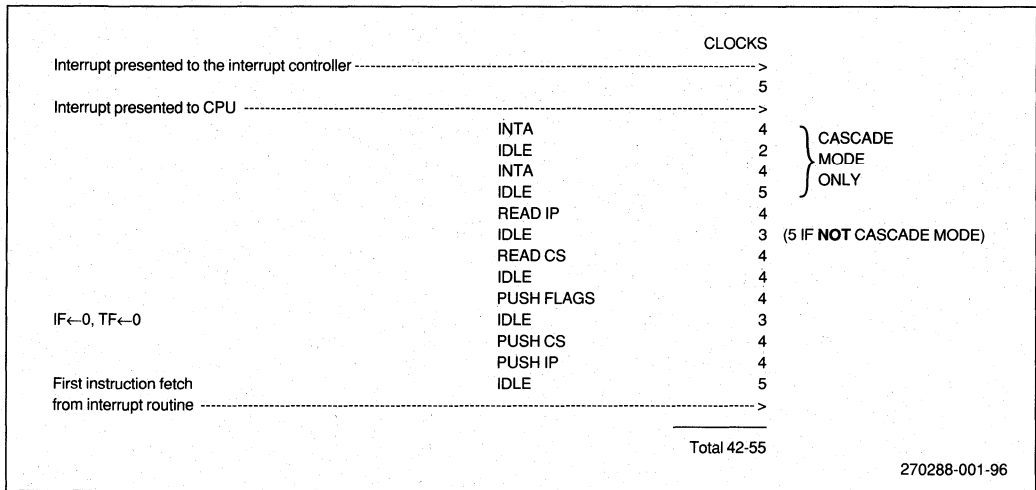 CLOCKS
Interrupt presented to the interrupt controller ---------------------------------------- >
5
Interrupt presented to CPU ---------------------------------------- >
INTA 4
IDLE 2
INTA 4
IDLE 5
CASCADE
MODE
ONLY
READ IP 4
IDLE 3 (5 IF NOT CASCADE MODE)
READ CS 4
IDLE 4
PUSH FLAGS 4
IF←0, TF←0 IDLE 3
PUSH CS 4
PUSH IP 4
First instruction fetch IDLE 5
from interrupt routine ---------------------------------------- >
Total 42-55
270288-001-96